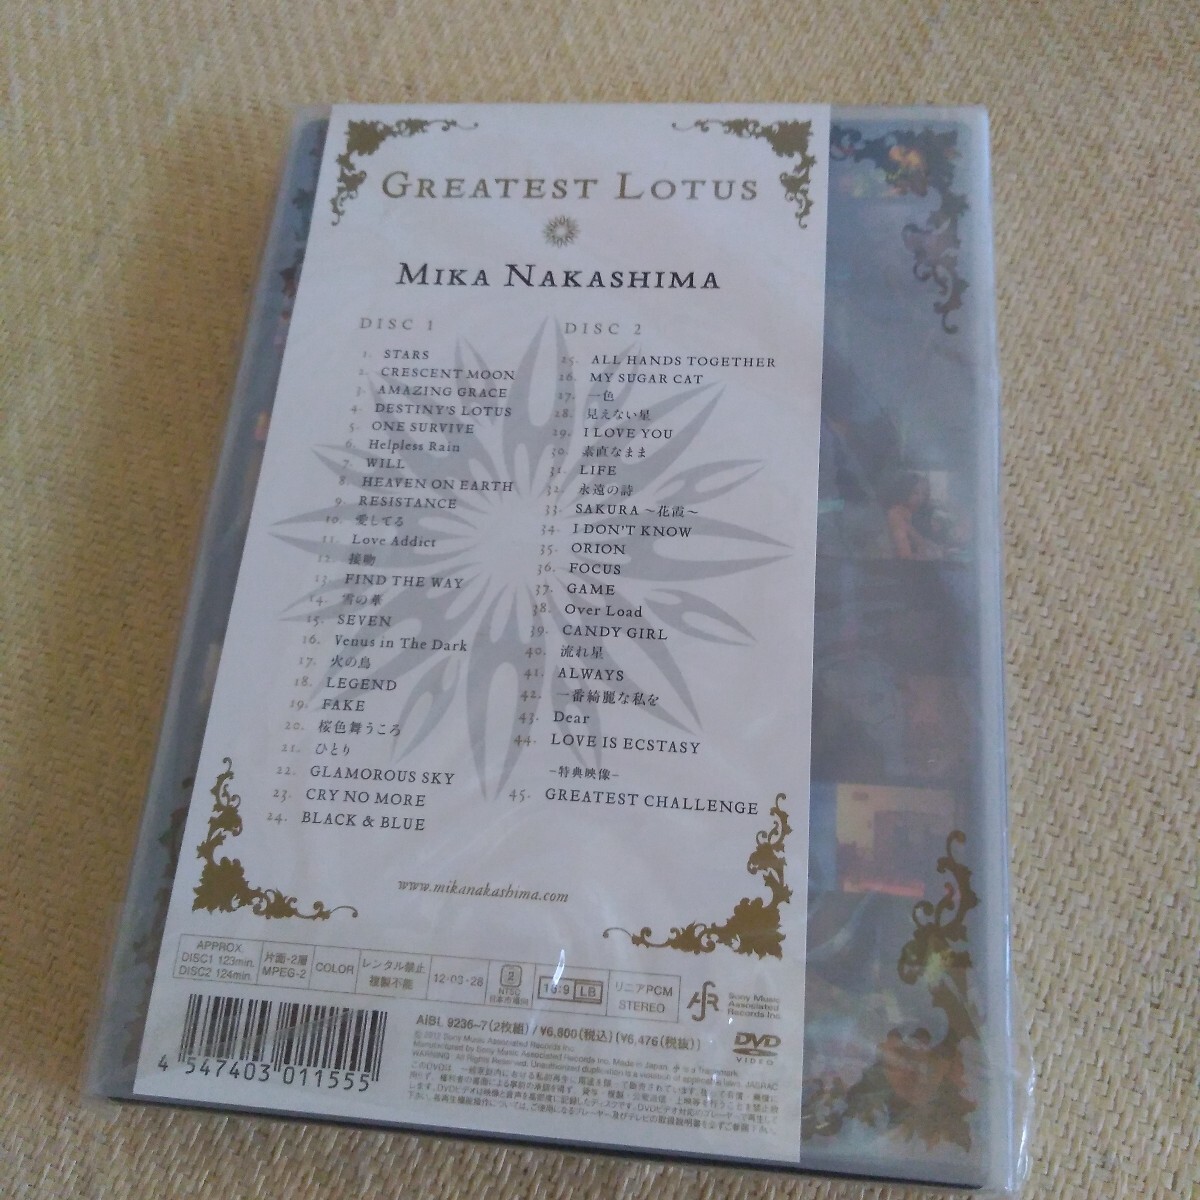 GREATEST LOTUS
MIKA NAKASHIMA
DISC 1
1. STARS
2. CRESCENT MOON
3. AMAZING GRACE
4. DESTINY'S LOTUS
5. ONE SURVIVE
6. Helpless Rain
7. WILL
8. HEAVEN ON EARTH
9. RESISTANCE
10. 愛してる
11. Love Addict
12. 接吻
13. FIND THE WAY
14. 雪の華
15. SEVEN
16. Venus in The Dark
17. 火の鳥
18. LEGEND
19. FAKE
20. 桜色舞うころ
21. ひとり
22. GLAMOROUS SKY
23. CRY NO MORE
24. BLACK & BLUE
DISC 2
25. ALL HANDS TOGETHER
26. MY SUGAR CAT
27. 一色
28. 見えない星
29. I LOVE YOU
30. 素直なまま
31. LIFE
32. 永遠の詩
33. SAKURA～花霞～
34. I DON'T KNOW
35. ORION
36. FOCUS
37. GAME
38. Over Load
39. CANDY GIRL
40. 流れ星
41. ALWAYS
42. 一番綺麗な私を
43. Dear
44. LOVE IS ECSTASY
–特典映像–
45. GREATEST CHALLENGE
www.mikanakashima.com
APPROX.
DISC1 123min.
DISC2 124min.
片面・2層
MPEG-2
COLOR
レンタル禁止
複製不能
12-03-28
2
NTSC
日本市場向
16:9 LB
リニアPCM
STEREO
Sony Music
Associated
Records Inc.
AIBL 9236~7(2枚組)/¥6,800(税込)[¥6,476(税抜)]
DVD
VIDEO
4 547403 011555